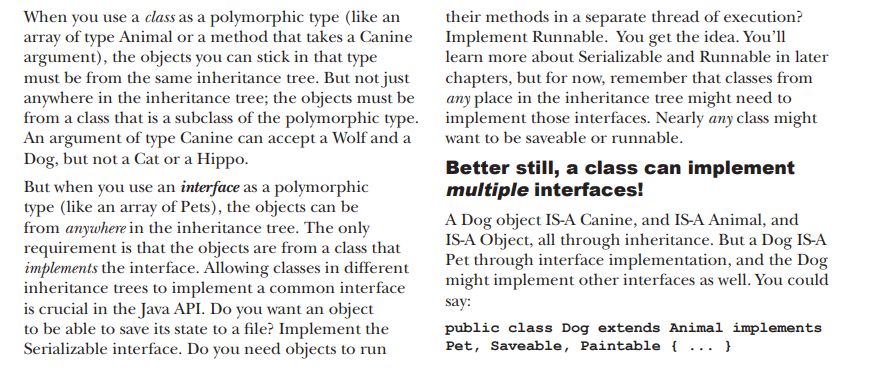 When you use a class as a polymorphic type (like an
array of type Animal or a method that takes a Canine
argument), the objects you can stick in that type
must be from the same inheritance tree. But not just
anywhere in the inheritance tree; the objects must be
from a class that is a subclass of the polymorphic type.
An argument of type Canine can accept a Wolf and a
Dog, but not a Cat or a Hippo.
But when you use an interface as a polymorphic
type (like an array of Pets), the objects can be
from anywhere in the inheritance tree. The only
requirement is that the objects are from a class that
implements the interface. Allowing classes in different
inheritance trees to implement a common interface
is crucial in the Java API. Do you want an object
to be able to save its state to a file? Implement the
Serializable interface. Do you need objects to run
their methods in a separate thread of execution?
Implement Runnable. You get the idea. You'll
learn more about Serializable and Runnable in later
chapters, but for now, remember that classes from
any place in the inheritance tree might need to
implement those interfaces. Nearly any class might
want to be saveable or runnable.
Better still, a class can implement
multiple interfaces!
A Dog object IS-A Canine, and IS-A Animal, and
IS-A Object, all through inheritance. But a Dog IS-A
Pet through interface implementation, and the Dog
might implement other interfaces as well. You could
say:
public class Dog extends Animal implements
Pet, Saveable, Paintable { ... }